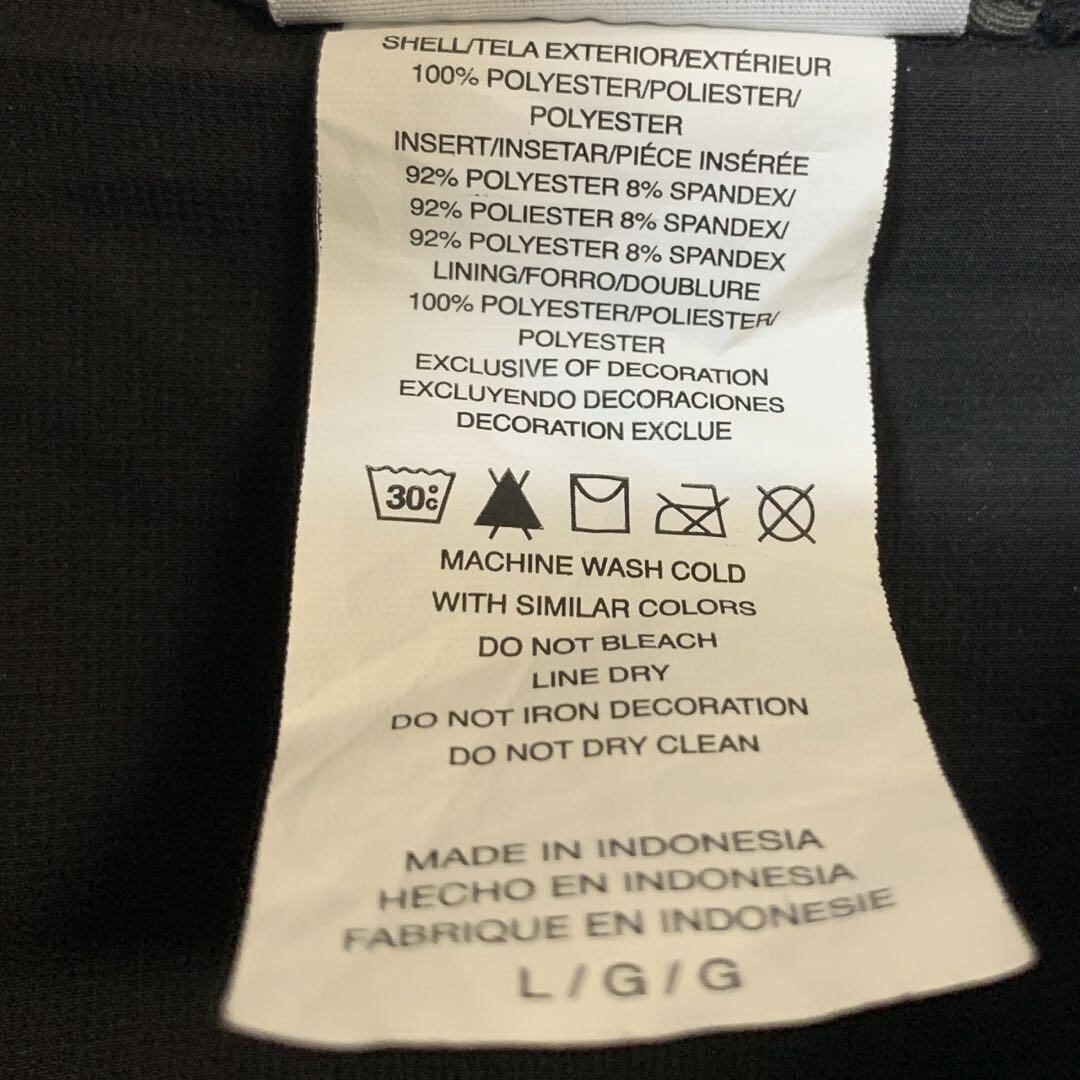 SHELL/TELA EXTERIOR/EXTÉRIEUR
100% POLYESTER/POLIESTER/
POLYESTER
INSERT/INSETAR/PIÉCE INSÉRÉE
92% POLYESTER 8% SPANDEX/
92% POLIESTER 8% SPANDEX/
92% POLYESTER 8% SPANDEX
LINING/FORRO/DOUBLURE
100% POLYESTER/POLIESTER/
POLYESTER
EXCLUSIVE OF DECORATION
EXCLUYENDO DECORACIONES
DECORATION EXCLUE
30°C
MACHINE WASH COLD
WITH SIMILAR COLORS
DO NOT BLEACH
LINE DRY
DO NOT IRON DECORATION
DO NOT DRY CLEAN
MADE IN INDONESIA
HECHO EN INDONESIA
FABRIQUE EN INDONESIE
L/G/G